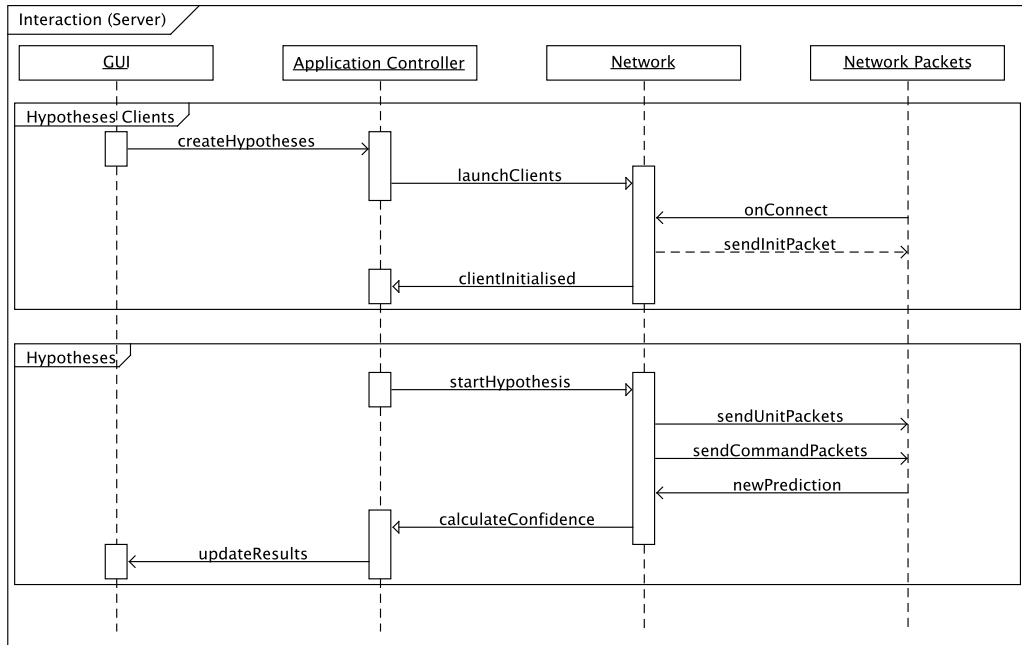 Interaction (Server)
GUI
Application Controller
Network
Network Packets
Hypotheses Clients
createHypotheses
launchClients
onConnect
sendInitPacket
clientInitialised
Hypotheses
startHypothesis
sendUnitPackets
sendCommandPackets
newPrediction
calculateConfidence
updateResults